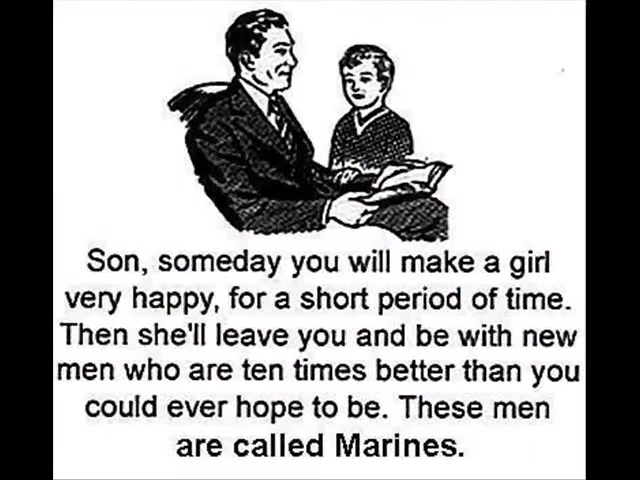 Son, someday you will make a girl
very happy, for a short period of time.
Then she'll leave you and be with new
men who are ten times better than you
could ever hope to be. These men
are called Marines.